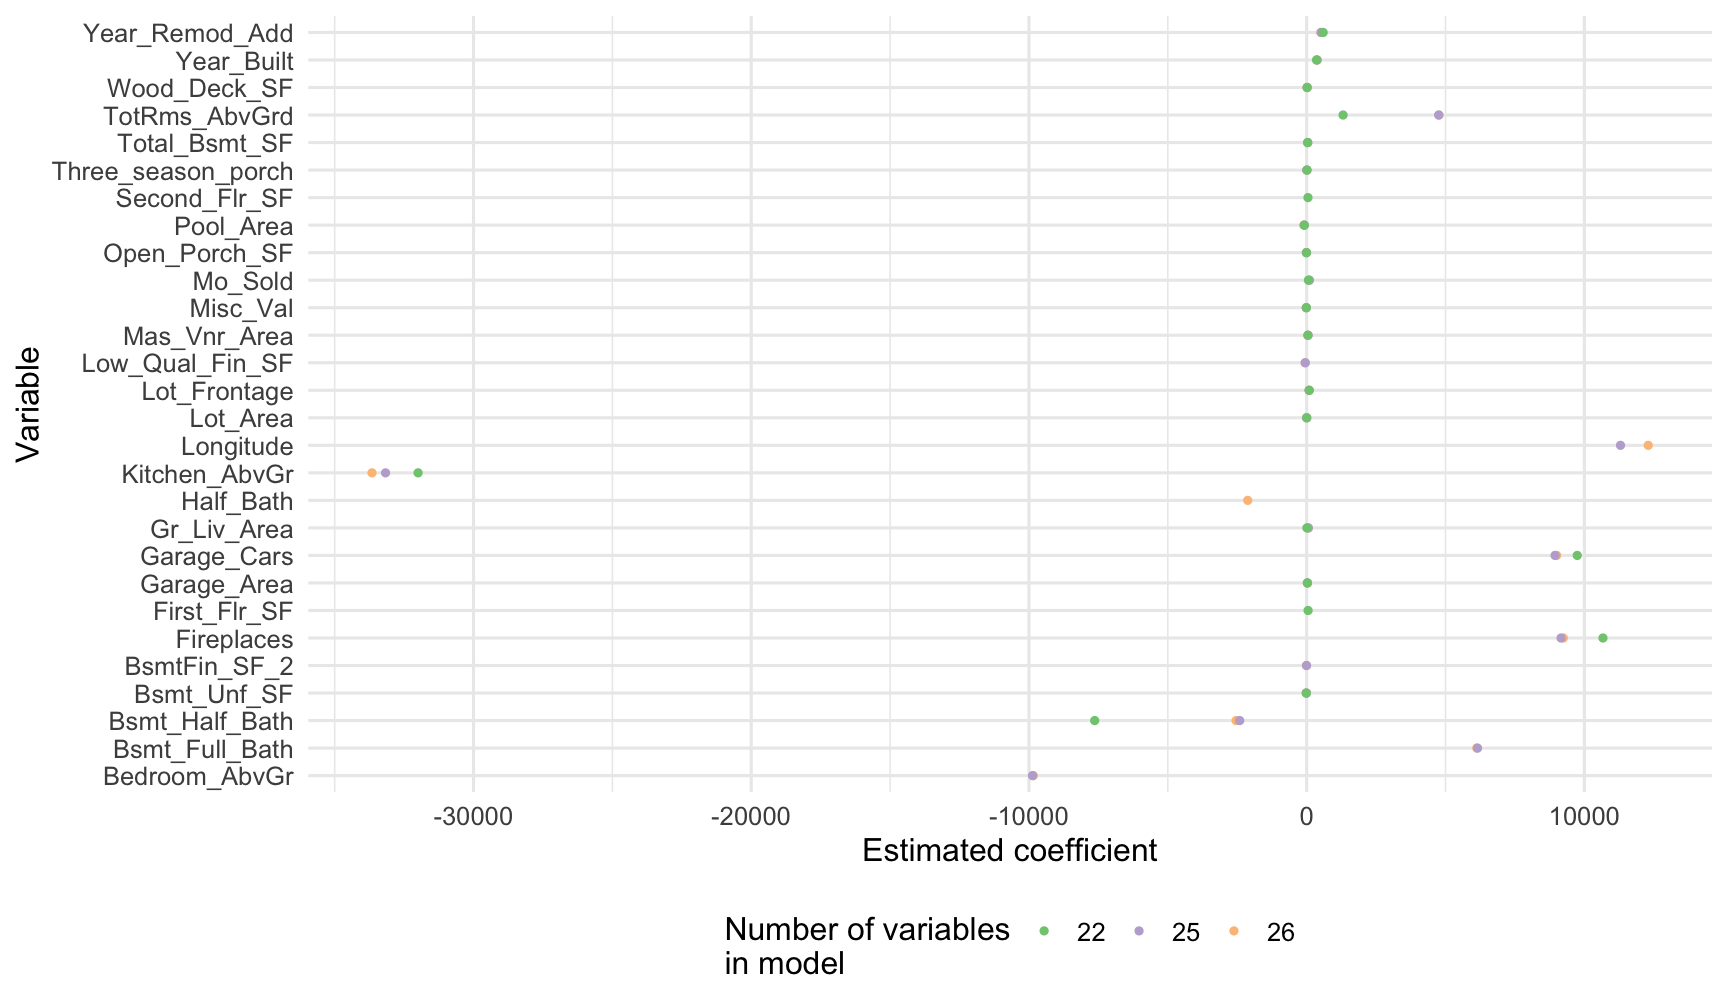 Year_Remod_Add
Year_Built
Wood_Deck_SF
TotRms_AbvGrd
Total_Bsmt_SF
Three_season_porch
Second_Flr_SF
Pool_Area
Open_Porch_SF
Mo_Sold
Misc_Val
Mas_Vnr_Area
Low_Qual_Fin_SF
Lot_Frontage
Lot_Area
Longitude
Kitchen_AbvGr
Half_Bath
Gr_Liv_Area
Garage_Cars
Garage_Area
First_Flr_SF
Fireplaces
BsmtFin_SF_2
Bsmt_Unf_SF
Bsmt_Half_Bath
Bsmt_Full_Bath
Bedroom_AbvGr
Variable
-30000 -20000 -10000 0 10000
Estimated coefficient
Number of variables
in model
22 25 26